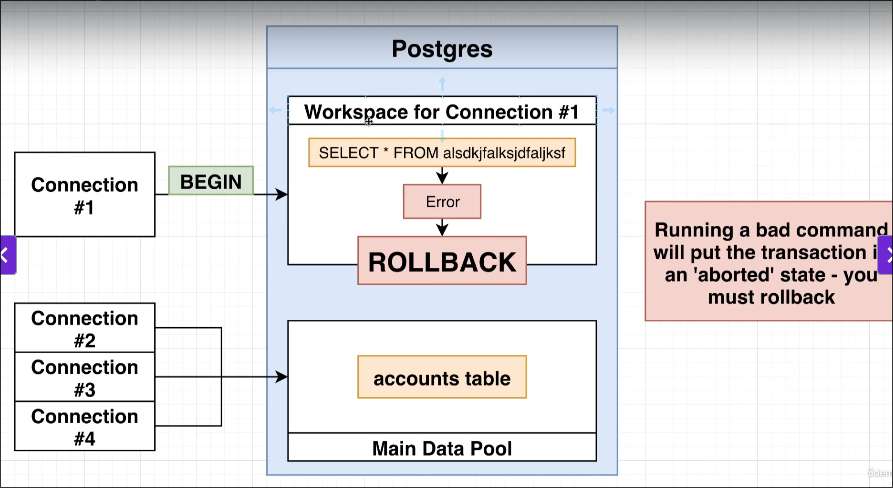 Postgres
Workspace for Connection #1
SELECT * FROM alsdkjfalksjdfaljksf
Error
ROLLBACK
Connection
#1
BEGIN
Running a bad command
will put the transaction
an 'aborted' state - you
must rollback
Connection
#2
Connection
#3
Connection
#4
accounts table
Main Data Pool